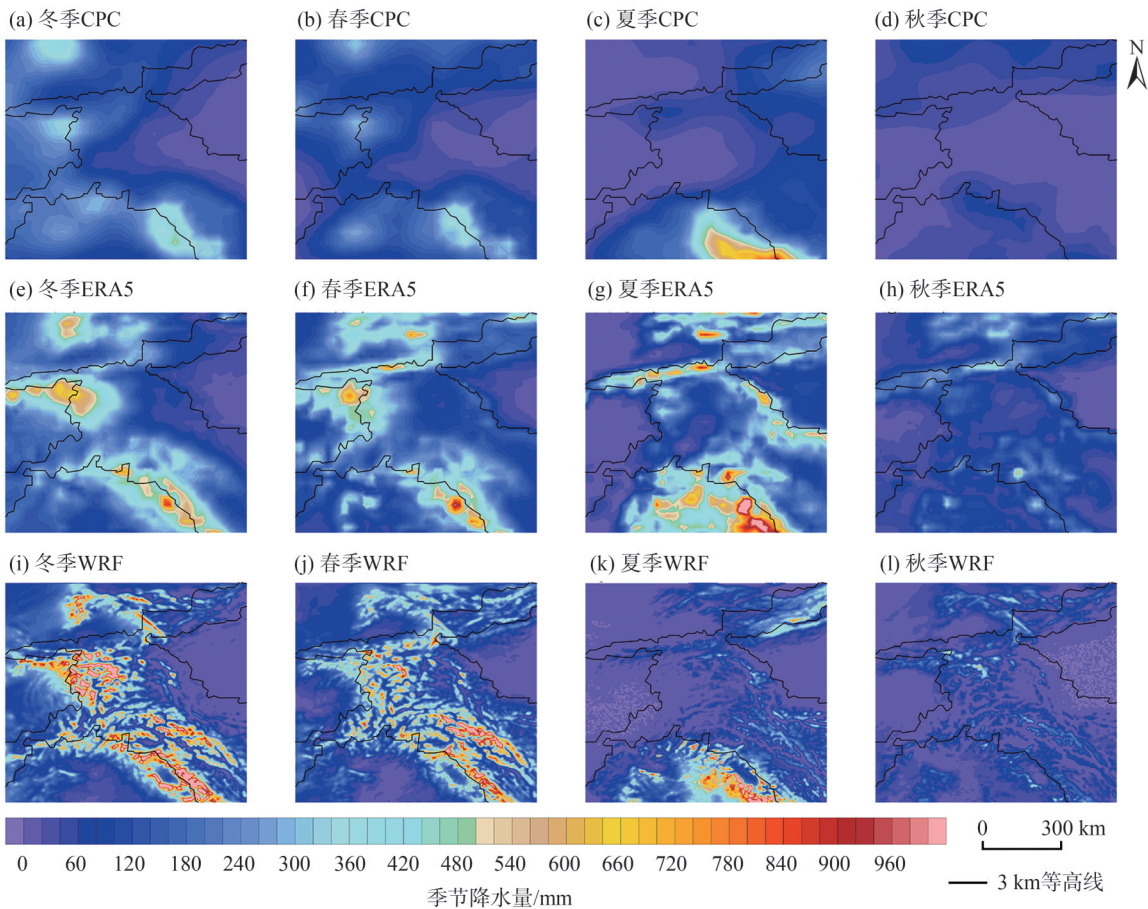 (a) 冬季CPC
(b) 春季CPC
(c) 夏季CPC
(d) 秋季CPC
N
(e) 冬季ERA5
(f) 春季ERA5
(g) 夏季ERA5
(h) 秋季ERA5
(i) 冬季WRF
(j) 春季WRF
(k) 夏季WRF
(l) 秋季WRF
0 60 120 180 240 300 360 420 480 540 600 660 720 780 840 900 960
季节降水量/mm
0 300 km
3 km等高线